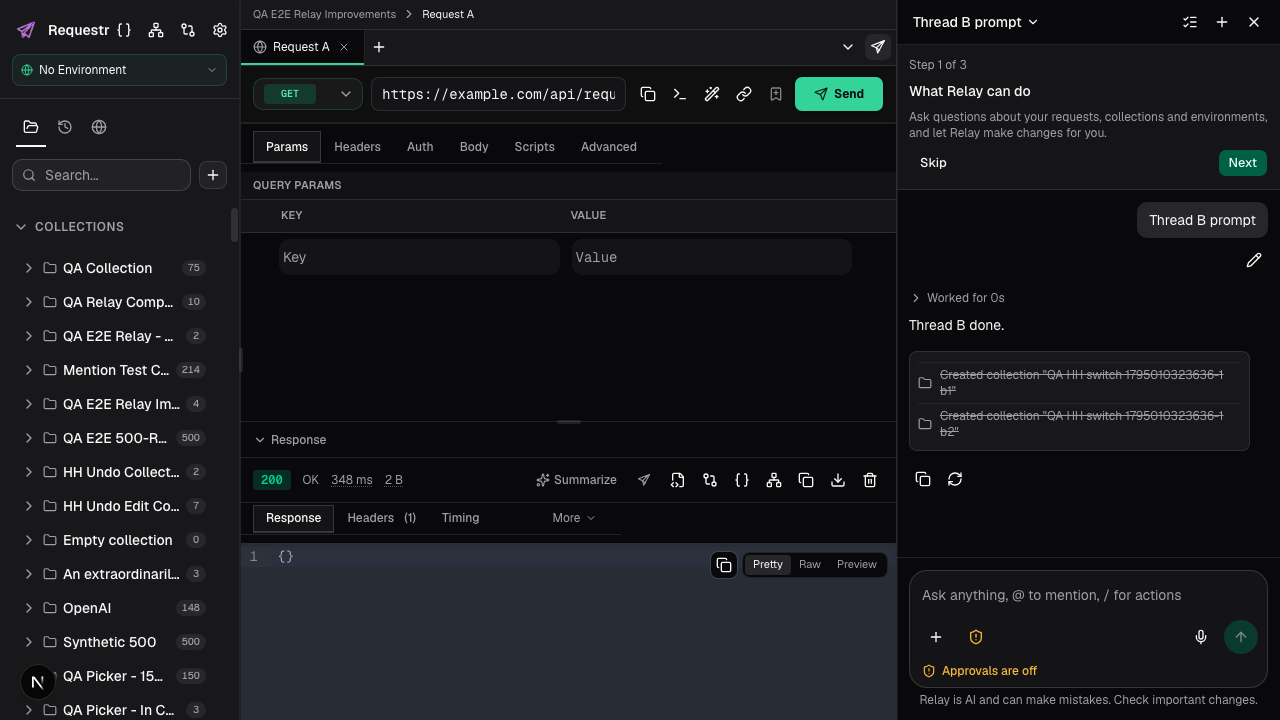 Requestr
No Environment
Search...
COLLECTIONS
QA Collection 75
QA Relay Comp... 10
QA E2E Relay - ... 2
Mention Test C... 214
QA E2E Relay Im... 4
QA E2E 500-R... 500
HH Undo Collect... 2
HH Undo Edit Co... 7
Empty collection 0
An extraordinaril... 3
OpenAI 148
Synthetic 500 500
QA Picker - 15... 150
QA Picker - In C... 3
N
QA E2E Relay Improvements > Request A
Request A
GET
https://example.com/api/requ
Send
Params Headers Auth Body Scripts Advanced
QUERY PARAMS
KEY VALUE
Key Value
Response
200 OK 348 ms 2 B Summarize
Response Headers (1) Timing More
1 {}
Pretty Raw Preview
Thread B prompt
Step 1 of 3
What Relay can do
Ask questions about your requests, collections and environments,
and let Relay make changes for you.
Skip Next
Thread B prompt
Worked for 0s
Thread B done.
Created collection "QA HH switch 1795010323636-1
b1"
Created collection "QA HH switch 1795010323636-1
b2"
Ask anything, @ to mention, / for actions
Approvals are off
Relay is AI and can make mistakes. Check important changes.